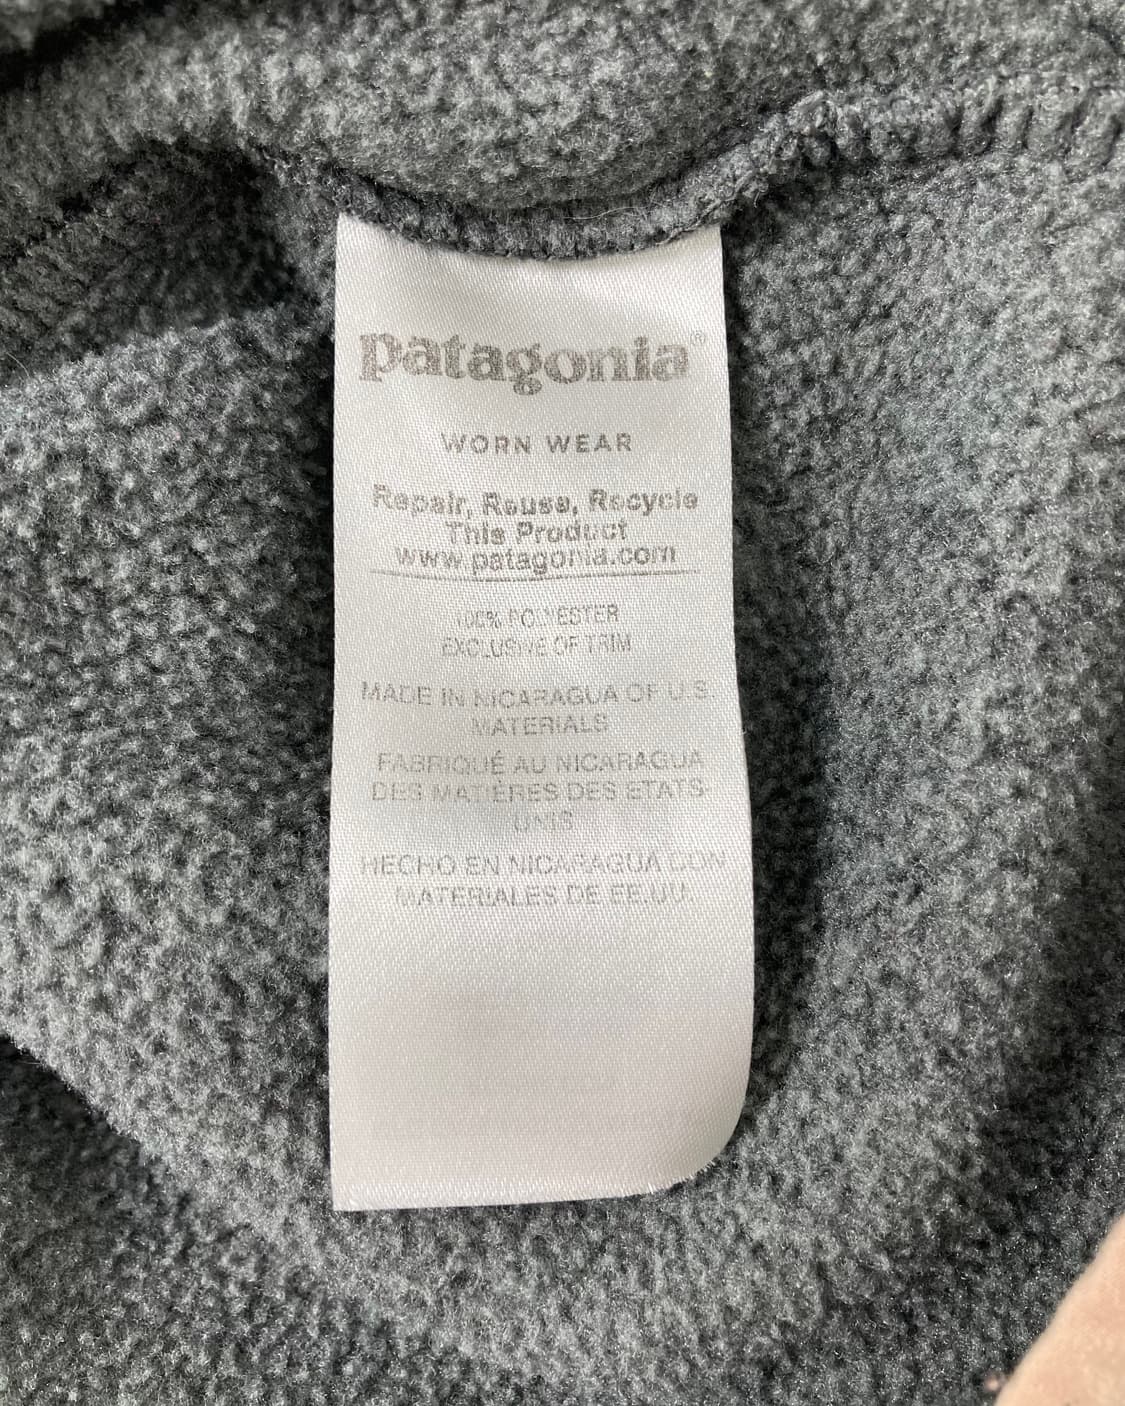 patagonia®
WORN WEAR
Repair, Reuse, Recycle
This Product
www.patagonia.com
100% POLYESTER
EXCLUSIVE OF TRIM
MADE IN NICARAGUA OF U.S.
MATERIALS
FABRIQUÉ AU NICARAGUA
DES MATIÈRES DES ETATS-
UNIS
HECHO EN NICARAGUA CON
MATERIALES DE EE.UU.